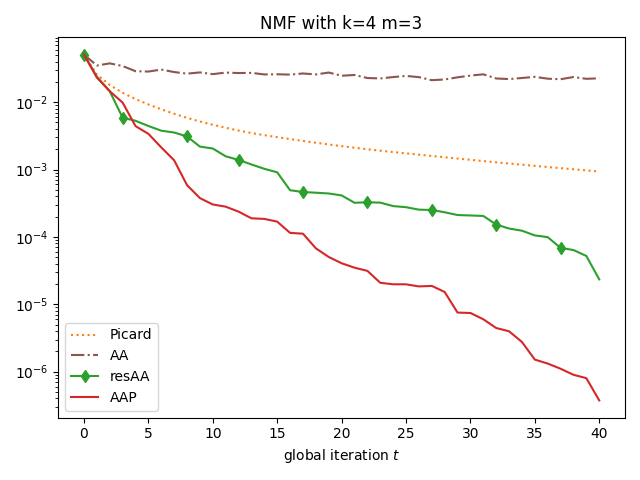 NMF with k=4 m=3
10⁻²
10⁻³
10⁻⁴
10⁻⁵
10⁻⁶
Picard
AA
resAA
AAP
0 5 10 15 20 25 30 35 40
global iteration t